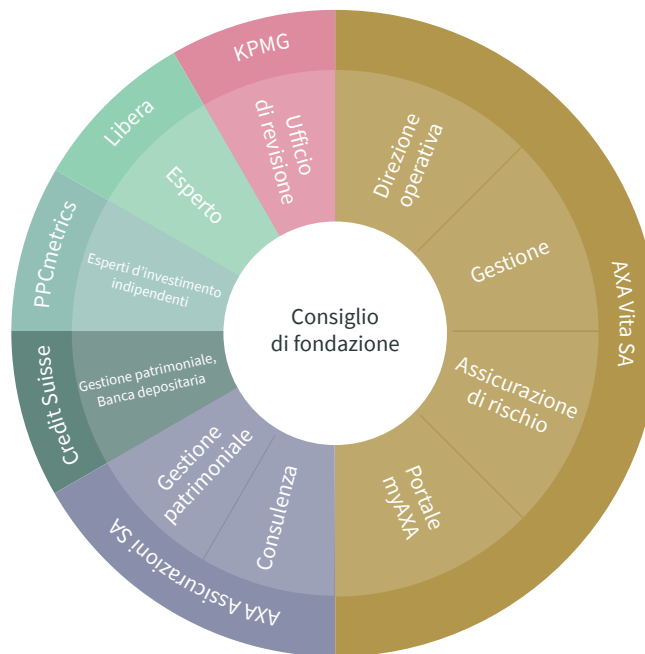 KPMG
Ufficio
di revisione
Libera
Esperto
PPCmetrics
Esperti d’investimento
indipendenti
Credit Suisse
Gestione patrimoniale,
Banca depositaria
AXA Assicurazioni SA
Gestione
patrimoniale
Consulenza
Consiglio
di fondazione
AXA Vita SA
Direzione
operativa
Gestione
Assicurazione
di rischio
Portale
myAXA